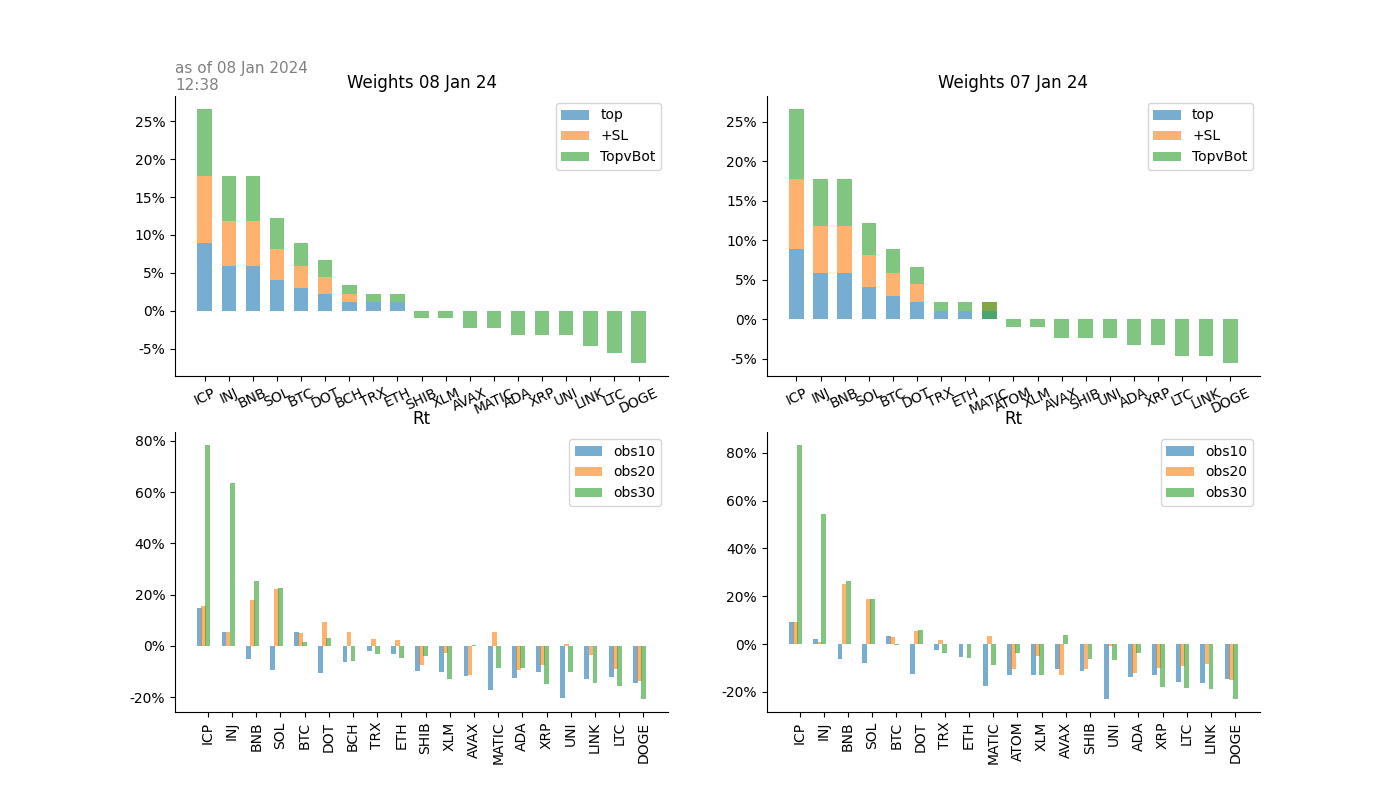 as of 08 Jan 2024
12:38
Weights 08 Jan 24
25%
20%
15%
10%
5%
0%
-5%
top
+SL
TopvBot
ICP INJ BNB SOL BTC DOT BCH TRX ETH SHIB XLM AVAX MATIC ADA XRP UNI LINK LTC DOGE
Weights 07 Jan 24
25%
20%
15%
10%
5%
0%
-5%
top
+SL
TopvBot
ICP INJ BNB SOL BTC DOT TRX ETH MATIC ATOM XLM AVAX SHIB UNI ADA XRP LTC LINK DOGE
Rt
80%
60%
40%
20%
0%
-20%
obs10
obs20
obs30
ICP INJ BNB SOL BTC DOT BCH TRX ETH SHIB XLM AVAX MATIC ADA XRP UNI LINK LTC DOGE
Rt
80%
60%
40%
20%
0%
-20%
obs10
obs20
obs30
ICP INJ BNB SOL BTC DOT TRX ETH MATIC ATOM XLM AVAX SHIB UNI ADA XRP LTC LINK DOGE